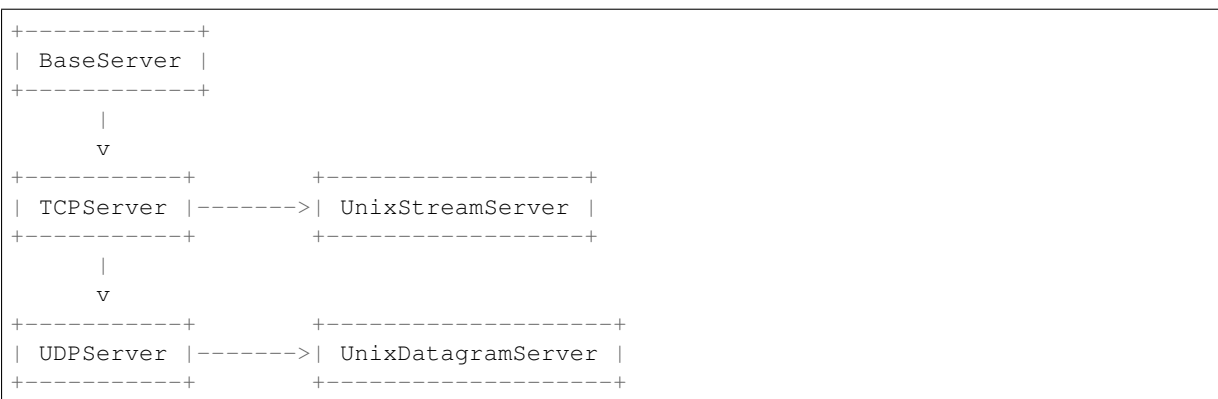 +------------+
| BaseServer |
+------------+
      |
      v
+-----------+        +------------------+
| TCPServer |------->| UnixStreamServer |
+-----------+        +------------------+
      |
      v
+-----------+        +--------------------+
| UDPServer |------->| UnixDatagramServer |
+-----------+        +--------------------+